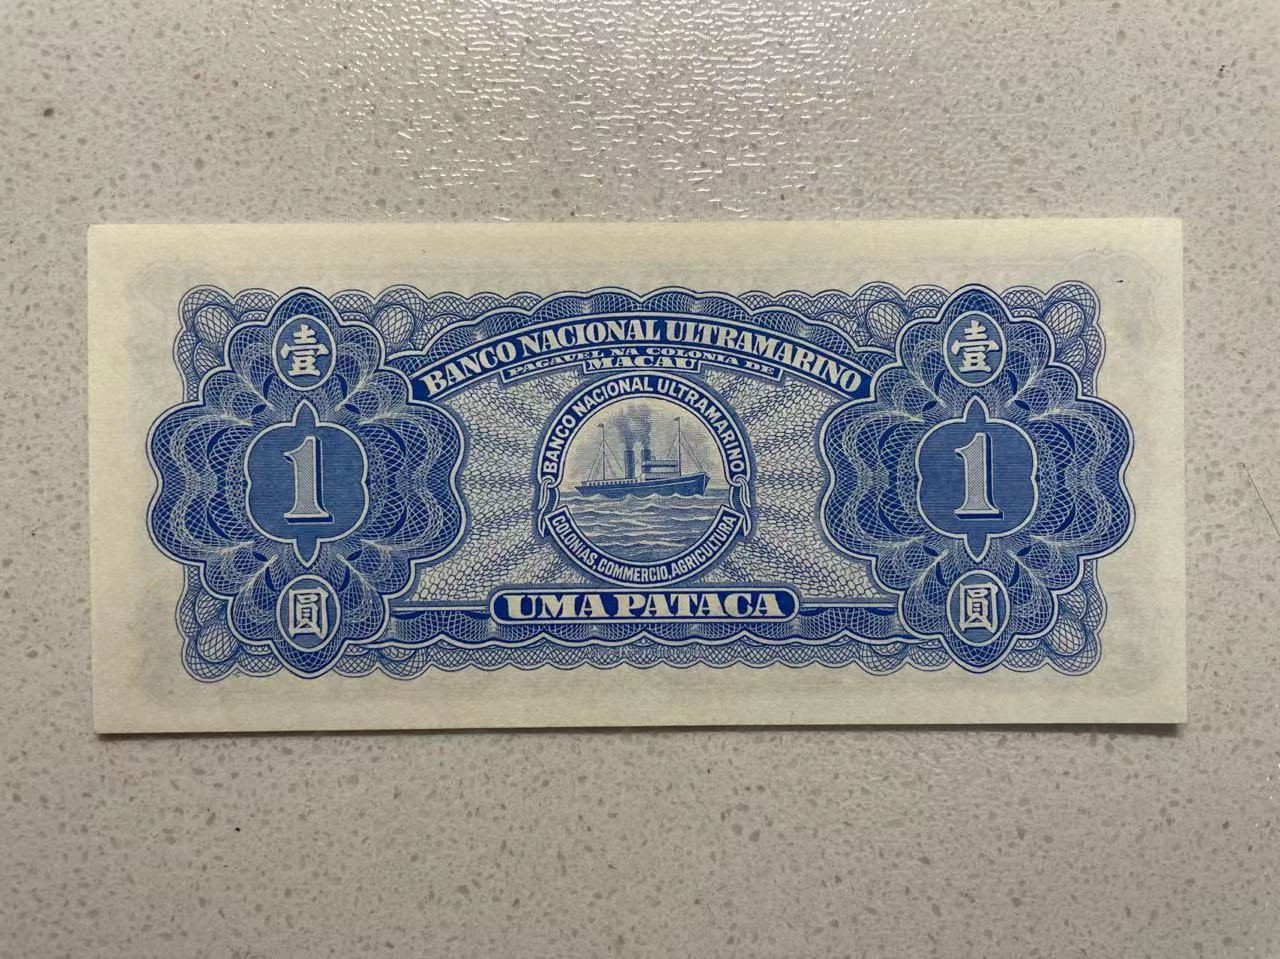 BANCO NACIONAL ULTRAMARINO
PAGAVEL NA COLONIA DE
MACAU
壹
壹
BANCO NACIONAL ULTRAMARINO
1
1
COLONIAS, COMMERCIO, AGRICULTURA
圓
圓
UMA PATACA